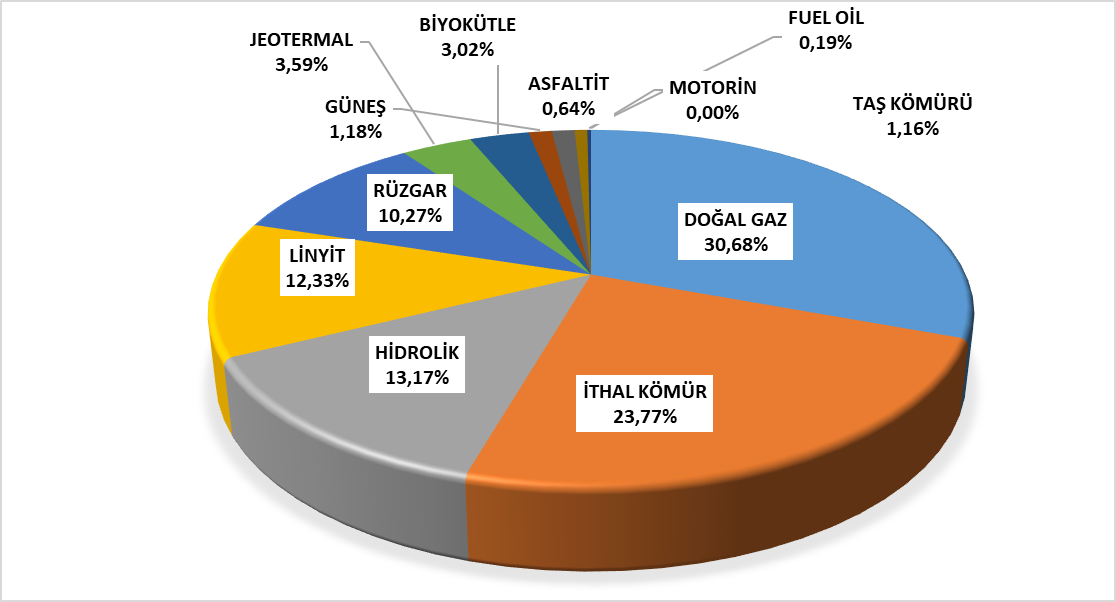 FUEL OİL
0,19%
BİYOKÜTLE
3,02%
JEOTERMAL
3,59%
ASFALTİT
0,64%
MOTORİN
0,00%
GÜNEŞ
1,18%
TAŞ KÖMÜRÜ
1,16%
RÜZGAR
10,27%
DOĞAL GAZ
30,68%
LİNYİT
12,33%
HİDROLİK
13,17%
İTHAL KÖMÜR
23,77%